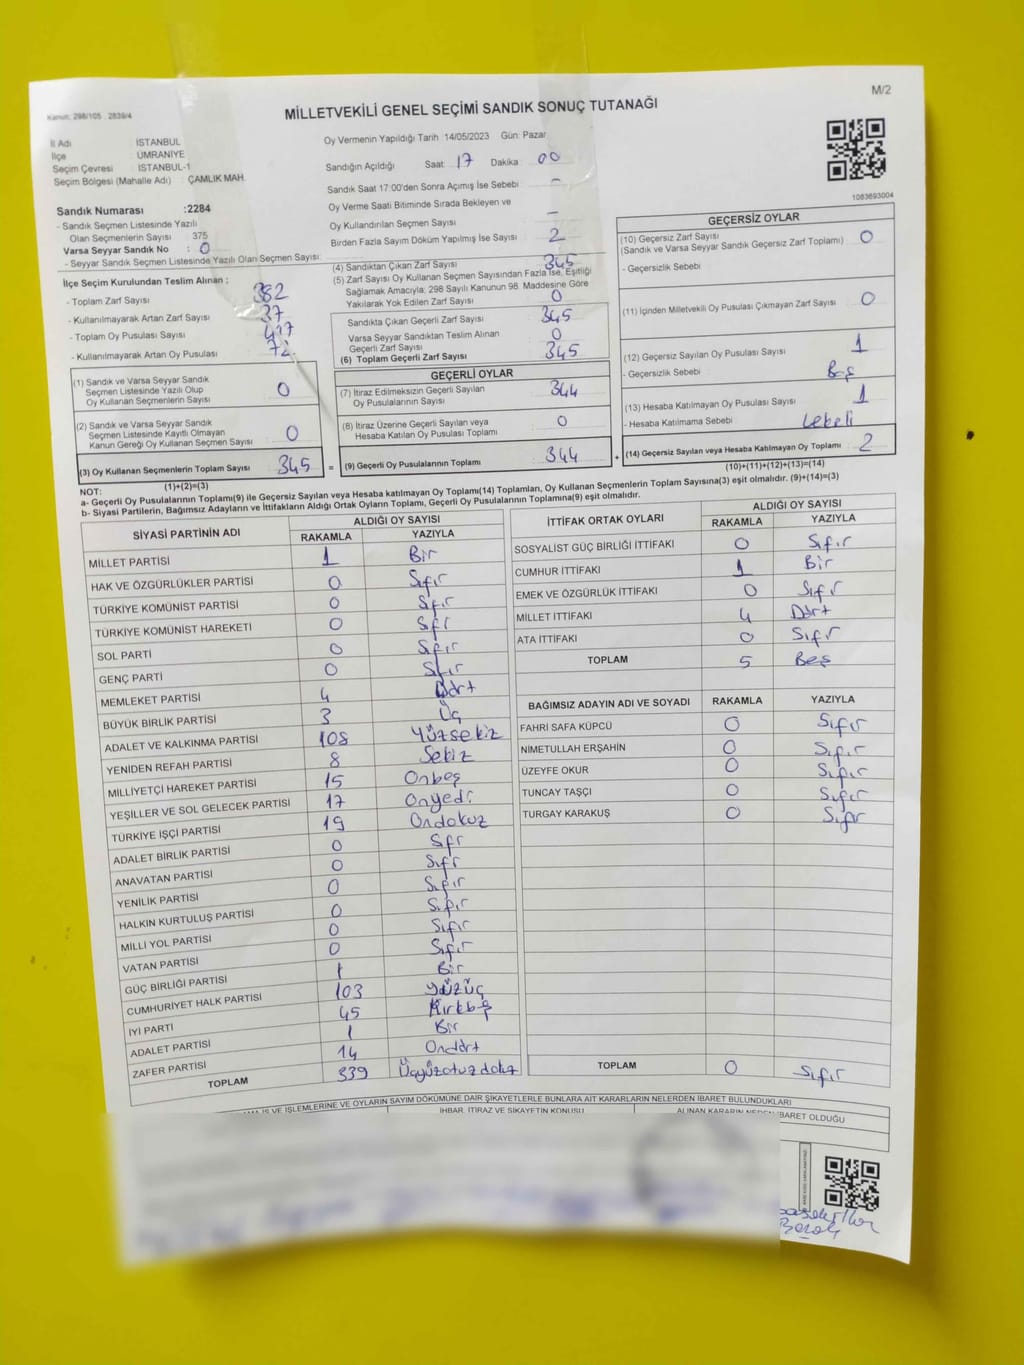 M/2
Kanun: 298/105 2839/4
MİLLETVEKİLİ GENEL SEÇİMİ SANDIK SONUÇ TUTANAĞI
İl Adı : İSTANBUL
İlçe : ÜMRANİYE
Seçim Çevresi : İSTANBUL-1
Seçim Bölgesi (Mahalle Adı) : ÇAMLIK MAH.
Sandık Numarası :2284
- Sandık Seçmen Listesinde Yazılı
Olan Seçmenlerin Sayısı : 375
Varsa Seyyar Sandık No : 0
- Seyyar Sandık Seçmen Listesinde Yazılı Olan Seçmen Sayısı:
Oy Vermenin Yapıldığı Tarih 14/05/2023 Gün: Pazar
Sandığın Açıldığı Saat: 17 Dakika 00
Sandık Saat 17:00'den Sonra Açımış İse Sebebi -
Oy Verme Saati Bitiminde Sırada Bekleyen ve
Oy Kullandırılan Seçmen Sayısı -
Birden Fazla Sayım Döküm Yapılmış İse Sayısı 2
1083693004
İlçe Seçim Kurulundan Teslim Alınan :
- Toplam Zarf Sayısı 382
- Kullanılmayarak Artan Zarf Sayısı 37
- Toplam Oy Pusulası Sayısı 417
- Kullanılmayarak Artan Oy Pusulası 72
(1) Sandık ve Varsa Seyyar Sandık
Seçmen Listesinde Yazılı Olup
Oy Kullanan Seçmenlerin Sayısı 0
(2) Sandık ve Varsa Seyyar Sandık
Seçmen Listesinde Kayıtlı Olmayan
Kanun Gereği Oy Kullanan Seçmen Sayısı 0
(3) Oy Kullanan Seçmenlerin Toplam Sayısı 345
(1)+(2)=(3)
(4) Sandıktan Çıkan Zarf Sayısı 345
(5) Zarf Sayısı Oy Kullanan Seçmen Sayısından Fazla İse, Eşitliği
Sağlamak Amacıyla; 298 Sayılı Kanunun 98. Maddesine Göre
Yakılarak Yok Edilen Zarf Sayısı 0
Sandıkta Çıkan Geçerli Zarf Sayısı 345
Varsa Seyyar Sandıktan Teslim Alınan
Geçerli Zarf Sayısı 0
(6) Toplam Geçerli Zarf Sayısı 345
GEÇERLİ OYLAR
(7) İtiraz Edilmeksizin Geçerli Sayılan
Oy Pusulalarının Sayısı 344
(8) İtiraz Üzerine Geçerli Sayılan veya
Hesaba Katılan Oy Pusulası Toplamı 0
= (9) Geçerli Oy Pusulalarının Toplamı 344
GEÇERSİZ OYLAR
(10) Geçersiz Zarf Sayısı
(Sandık ve Varsa Seyyar Sandık Geçersiz Zarf Toplamı) 0
- Geçersizlik Sebebi
(11) İçinden Milletvekili Oy Pusulası Çıkmayan Zarf Sayısı 0
(12) Geçersiz Sayılan Oy Pusulası Sayısı 1
- Geçersizlik Sebebi Boş
(13) Hesaba Katılmayan Oy Pusulası Sayısı 1
- Hesaba Katılmama Sebebi Lekeli
+ (14) Geçersiz Sayılan veya Hesaba Katılmayan Oy Toplamı 2
(10)+(11)+(12)+(13)=(14)
NOT:
a- Geçerli Oy Pusulalarının Toplamı(9) ile Geçersiz Sayılan veya Hesaba katılmayan Oy Toplamı(14) Toplamları, Oy Kullanan Seçmenlerin Toplam Sayısına(3) eşit olmalıdır. (9)+(14)=(3)
b- Siyasi Partilerin, Bağımsız Adayların ve İttifakların Aldığı Ortak Oyların Toplamı, Geçerli Oy Pusulalarının Toplamına(9) eşit olmalıdır.
SİYASİ PARTİNİN ADI ALDIĞI OY SAYISI
RAKAMLA YAZIYLA
MİLLET PARTİSİ 1 Bir
HAK VE ÖZGÜRLÜKLER PARTİSİ 0 Sıfır
TÜRKİYE KOMÜNİST PARTİSİ 0 Sıfır
TÜRKİYE KOMÜNİST HAREKETİ 0 Sıfr
SOL PARTİ 0 Sıfır
GENÇ PARTİ 0 Sıfır
MEMLEKET PARTİSİ 4 Dört
BÜYÜK BİRLİK PARTİSİ 3 Üç
ADALET VE KALKINMA PARTİSİ 108 Yüzsekiz
YENİDEN REFAH PARTİSİ 8 Sekiz
MİLLİYETÇİ HAREKET PARTİSİ 15 Onbeş
YEŞİLLER VE SOL GELECEK PARTİSİ 17 Onyedi
TÜRKİYE İŞÇİ PARTİSİ 19 Ondokuz
ADALET BİRLİK PARTİSİ 0 Sıfr
ANAVATAN PARTİSİ 0 Sıfr
YENİLİK PARTİSİ 0 Sıfır
HALKIN KURTULUŞ PARTİSİ 0 Sıfır
MİLLİ YOL PARTİSİ 0 Sıfır
VATAN PARTİSİ 0 Sıfır
GÜÇ BİRLİĞİ PARTİSİ 1 Bir
CUMHURİYET HALK PARTİSİ 103 Yüzüç
İYİ PARTİ 45 Kırkbeş
ADALET PARTİSİ 1 Bir
ZAFER PARTİSİ 14 Ondört
TOPLAM 339 Üçyüzotuzdokuz
İTTİFAK ORTAK OYLARI ALDIĞI OY SAYISI
RAKAMLA YAZIYLA
SOSYALİST GÜÇ BİRLİĞİ İTTİFAKI 0 Sıfır
CUMHUR İTTİFAKI 1 Bir
EMEK VE ÖZGÜRLÜK İTTİFAKI 0 Sıfır
MİLLET İTTİFAKI 4 Dört
ATA İTTİFAKI 0 Sıfır
TOPLAM 5 Beş
BAĞIMSIZ ADAYIN ADI VE SOYADI RAKAMLA YAZIYLA
FAHRİ SAFA KÜPCÜ 0 Sıfır
NİMETULLAH ERŞAHİN 0 Sıfır
ÜZEYFE OKUR 0 Sıfır
TUNCAY TAŞÇI 0 Sıfır
TURGAY KARAKUŞ 0 Sıfır
TOPLAM 0 Sıfır
İŞ VE İŞLEMLERİNE VE OYLARIN SAYIM DÖKÜMÜNE DAİR ŞİKAYETLERLE BUNLARA AİT KARARLARIN NELERDEN İBARET BULUNDUKLARI
İHBAR, İTİRAZ VE ŞİKAYETİN KONUSU ALINAN KARARIN NEDEN İBARET OLDUĞU